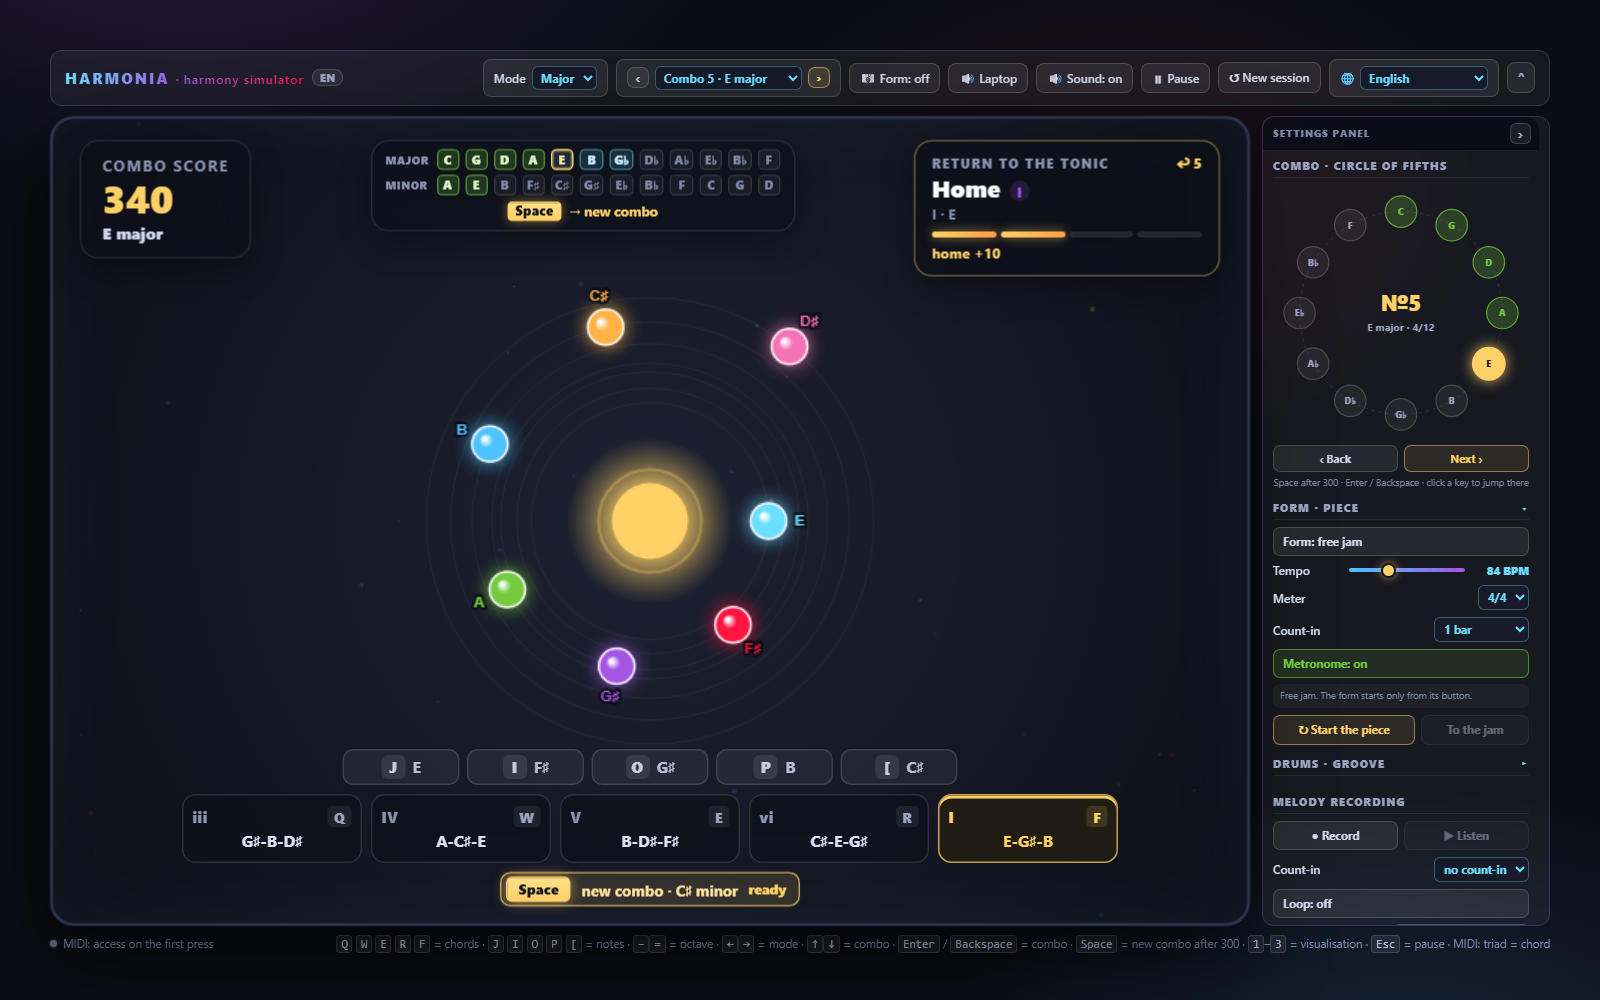 HARMONIA · harmony simulator EN
Mode Major
‹ Combo 5 · E major ›
Form: off
Laptop
Sound: on
Pause
↺ New session
English
^
COMBO SCORE
340
E major
MAJOR C G D A E B G♭ D♭ A♭ E♭ B♭ F
MINOR A E B F♯ C♯ G♯ E♭ B♭ F C G D
Space → new combo
RETURN TO THE TONIC ↩ 5
Home I
I · E
home +10
C♯
D♯
B
E
A
F♯
G♯
J E
I F♯
O G♯
P B
[ C♯
iii Q
G♯-B-D♯
IV W
A-C♯-E
V E
B-D♯-F♯
vi R
C♯-E-G♯
I F
E-G♯-B
Space new combo · C♯ minor ready
SETTINGS PANEL ›
COMBO · CIRCLE OF FIFTHS
C
F G
B♭ D
E♭ A
№5
E major · 4/12
A♭ E
D♭ B
G♭
‹ Back Next ›
Space after 300 · Enter / Backspace · click a key to jump there
FORM · PIECE
Form: free jam
Tempo 84 BPM
Meter 4/4
Count-in 1 bar
Metronome: on
Free jam. The form starts only from its button.
↻ Start the piece To the jam
DRUMS · GROOVE
MELODY RECORDING
● Record ▶ Listen
Count-in no count-in
Loop: off
MIDI: access on the first press
Q W E R F = chords · J I O P [ = notes · − = = octave · ← → = mode · ↑ ↓ = combo · Enter / Backspace = combo · Space = new combo after 300 · 1–3 = visualisation · Esc = pause · MIDI: triad = chord